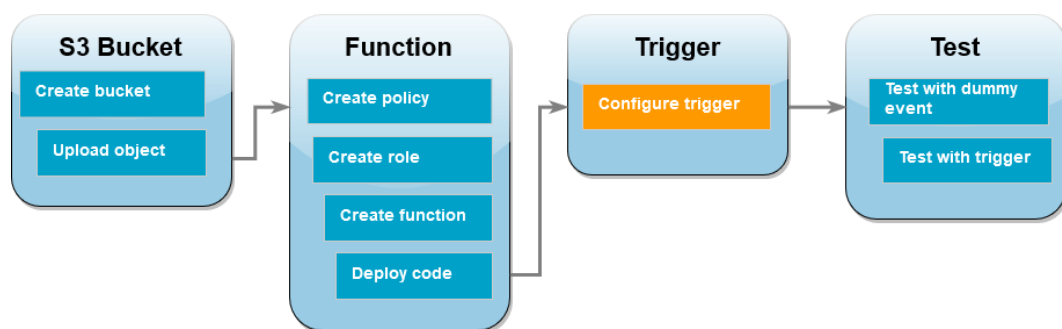 S3 Bucket
Create bucket
Upload object
Function
Create policy
Create role
Create function
Deploy code
Trigger
Configure trigger
Test
Test with dummy
event
Test with trigger